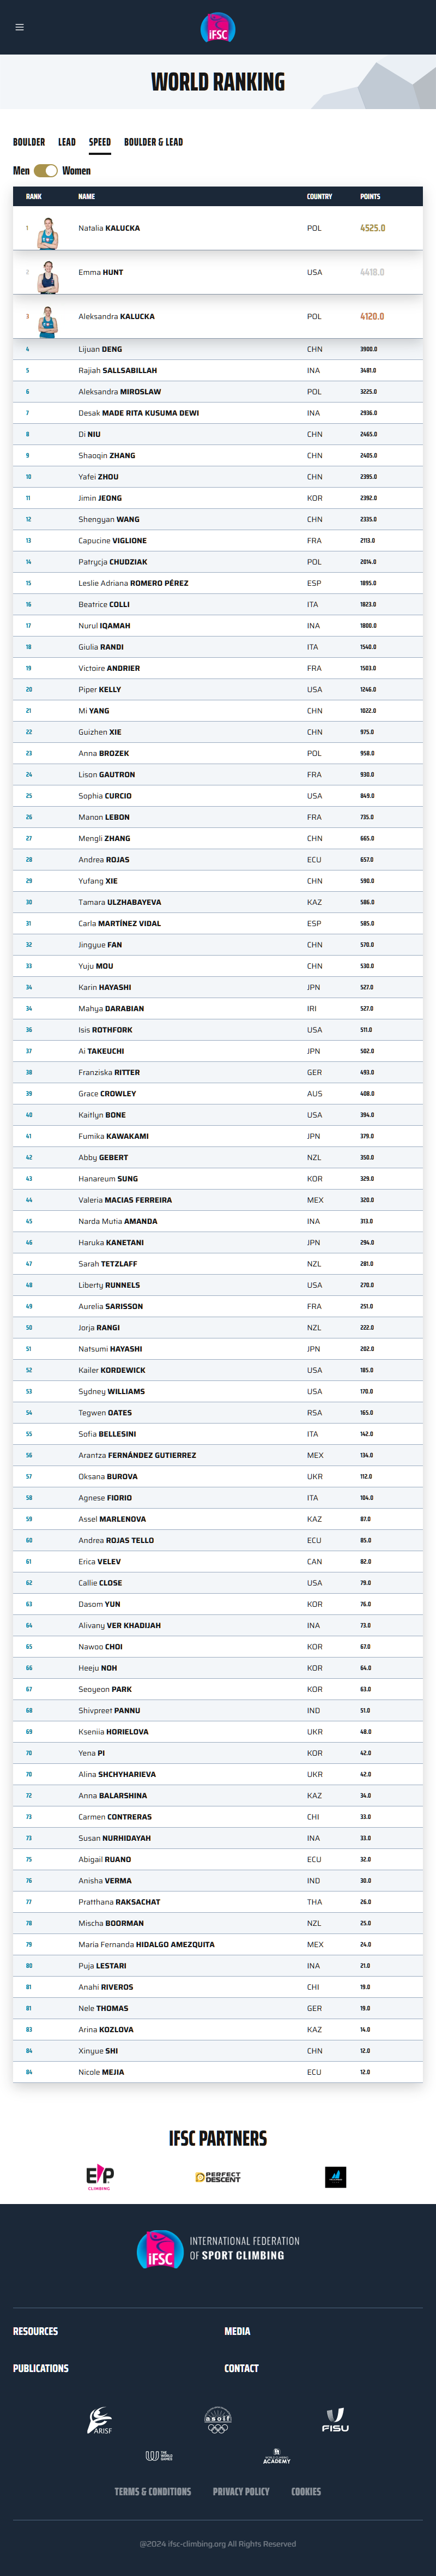 IFSC
WORLD RANKING
BOULDER LEAD SPEED BOULDER & LEAD
Men Women
RANK NAME COUNTRY POINTS
1 Natalia KALUCKA POL 4525.0
2 Emma HUNT USA 4418.0
3 Aleksandra KALUCKA POL 4120.0
4 Lijuan DENG CHN 3900.0
5 Rajiah SALLSABILLAH INA 3481.0
6 Aleksandra MIROSLAW POL 3225.0
7 Desak MADE RITA KUSUMA DEWI INA 2936.0
8 Di NIU CHN 2465.0
9 Shaoqin ZHANG CHN 2405.0
10 Yafei ZHOU CHN 2395.0
11 Jimin JEONG KOR 2392.0
12 Shengyan WANG CHN 2335.0
13 Capucine VIGLIONE FRA 2113.0
14 Patrycja CHUDZIAK POL 2014.0
15 Leslie Adriana ROMERO PÉREZ ESP 1895.0
16 Beatrice COLLI ITA 1823.0
17 Nurul IQAMAH INA 1800.0
18 Giulia RANDI ITA 1540.0
19 Victoire ANDRIER FRA 1503.0
20 Piper KELLY USA 1246.0
21 Mi YANG CHN 1022.0
22 Guizhen XIE CHN 975.0
23 Anna BROZEK POL 958.0
24 Lison GAUTRON FRA 930.0
25 Sophia CURCIO USA 849.0
26 Manon LEBON FRA 735.0
27 Mengli ZHANG CHN 665.0
28 Andrea ROJAS ECU 657.0
29 Yufang XIE CHN 590.0
30 Tamara ULZHABAYEVA KAZ 586.0
31 Carla MARTÍNEZ VIDAL ESP 585.0
32 Jingyue FAN CHN 570.0
33 Yuju MOU CHN 530.0
34 Karin HAYASHI JPN 527.0
34 Mahya DARABIAN IRI 527.0
36 Isis ROTHFORK USA 511.0
37 Ai TAKEUCHI JPN 502.0
38 Franziska RITTER GER 493.0
39 Grace CROWLEY AUS 408.0
40 Kaitlyn BONE USA 394.0
41 Fumika KAWAKAMI JPN 379.0
42 Abby GEBERT NZL 350.0
43 Hanareum SUNG KOR 329.0
44 Valeria MACIAS FERREIRA MEX 320.0
45 Narda Mutia AMANDA INA 313.0
46 Haruka KANETANI JPN 294.0
47 Sarah TETZLAFF NZL 281.0
48 Liberty RUNNELS USA 270.0
49 Aurelia SARISSON FRA 251.0
50 Jorja RANGI NZL 222.0
51 Natsumi HAYASHI JPN 202.0
52 Kailer KORDEWICK USA 185.0
53 Sydney WILLIAMS USA 170.0
54 Tegwen OATES RSA 165.0
55 Sofia BELLESINI ITA 142.0
56 Arantza FERNÁNDEZ GUTIERREZ MEX 134.0
57 Oksana BUROVA UKR 112.0
58 Agnese FIORIO ITA 104.0
59 Assel MARLENOVA KAZ 87.0
60 Andrea ROJAS TELLO ECU 85.0
61 Erica VELEV CAN 82.0
62 Callie CLOSE USA 79.0
63 Dasom YUN KOR 76.0
64 Alivany VER KHADIJAH INA 73.0
65 Nawoo CHOI KOR 67.0
66 Heeju NOH KOR 64.0
67 Seoyeon PARK KOR 63.0
68 Shivpreet PANNU IND 51.0
69 Kseniia HORIELOVA UKR 48.0
70 Yena PI KOR 42.0
70 Alina SHCHYHARIEVA UKR 42.0
72 Anna BALARSHINA KAZ 34.0
73 Carmen CONTRERAS CHI 33.0
73 Susan NURHIDAYAH INA 33.0
75 Abigail RUANO ECU 32.0
76 Anisha VERMA IND 30.0
77 Pratthana RAKSACHAT THA 26.0
78 Mischa BOORMAN NZL 25.0
79 María Fernanda HIDALGO AMEZQUITA MEX 24.0
80 Puja LESTARI INA 21.0
81 Anahí RIVEROS CHI 19.0
81 Nele THOMAS GER 19.0
83 Arina KOZLOVA KAZ 14.0
84 Xinyue SHI CHN 12.0
84 Nicole MEJIA ECU 12.0
IFSC PARTNERS
EP CLIMBING PERFECT DESCENT
IFSC INTERNATIONAL FEDERATION OF SPORT CLIMBING
RESOURCES MEDIA
PUBLICATIONS CONTACT
ARISF asoif FISU
THE WORLD GAMES ACADEMY
TERMS & CONDITIONS PRIVACY POLICY COOKIES
@2024 ifsc-climbing.org All Rights Reserved